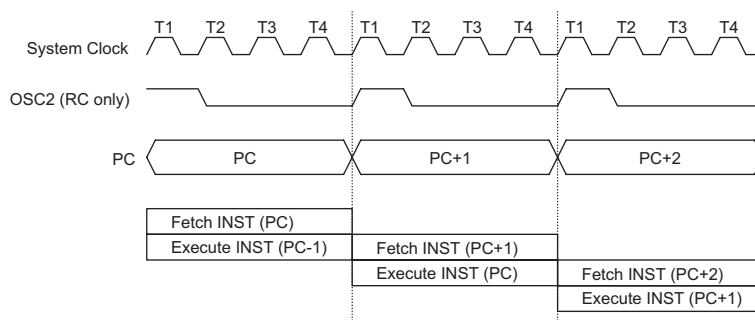 T1 T2 T3 T4 T1 T2 T3 T4 T1 T2 T3 T4
System Clock
OSC2 (RC only)
PC PC PC+1 PC+2
Fetch INST (PC)
Execute INST (PC-1) Fetch INST (PC+1)
Execute INST (PC) Fetch INST (PC+2)
Execute INST (PC+1)